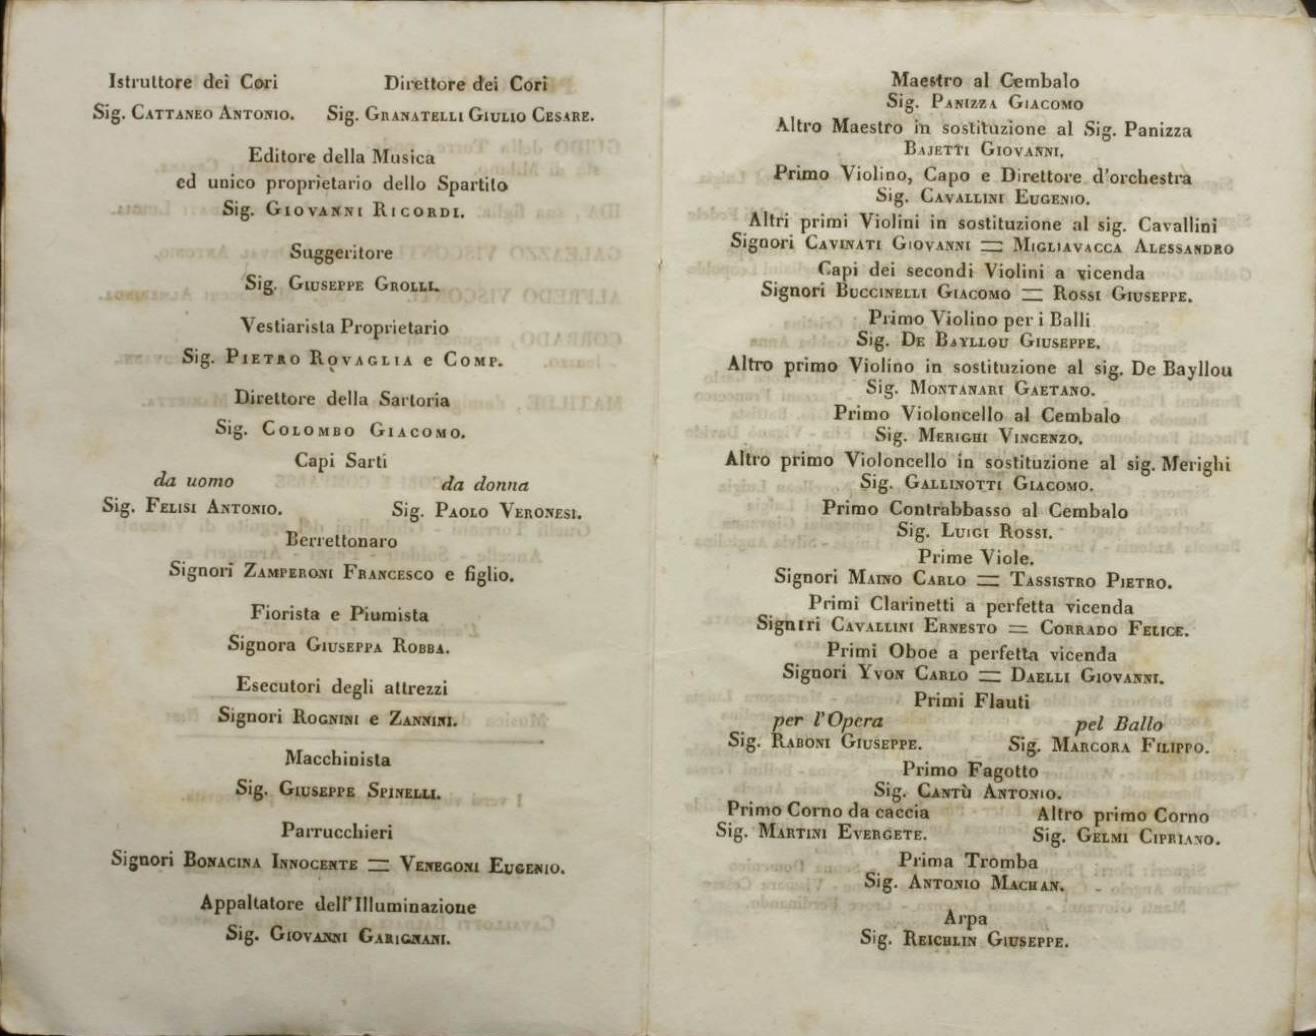 Istruttore dei Cori
Sig. CATTANEO ANTONIO.
Direttore dei Cori
Sig. GRANATELLI GIULIO CESARE.
Editore della Musica
ed unico proprietario dello Spartito
Sig. GIOVANNI RICORDI.
Suggeritore
Sig. GIUSEPPE GROLLI.
Vestiarista Proprietario
Sig. PIETRO ROVAGLIA e COMP.
Direttore della Sartoria
Sig. COLOMBO GIACOMO.
Capi Sarti
da uomo
Sig. FELISI ANTONIO.
da donna
Sig. PAOLO VERONESI.
Berrettonaro
Signori ZAMPERONI FRANCESCO e figlio.
Fiorista e Piumista
Signora GIUSEPPA ROBBA.
Esecutori degli attrezzi
Signori ROGNINI e ZANNINI.
Macchinista
Sig. GIUSEPPE SPINELLI.
Parrucchieri
Signori BONACINA INNOCENTE = VENEGONI EUGENIO.
Appaltatore dell'Illuminazione
Sig. GIOVANNI GARIGNANI.
Maestro al Cembalo
Sig. PANIZZA GIACOMO
Altro Maestro in sostituzione al Sig. Panizza
BAJETTI GIOVANNI.
Primo Violino, Capo e Direttore d'orchestra
Sig. CAVALLINI EUGENIO.
Altri primi Violini in sostituzione al sig. Cavallini
Signori CAVINATI GIOVANNI = MIGLIAVACCA ALESSANDRO
Capi dei secondi Violini a vicenda
Signori BUCCINELLI GIACOMO = ROSSI GIUSEPPE.
Primo Violino per i Balli
Sig. DE BAYLLOU GIUSEPPE.
Altro primo Violino in sostituzione al sig. De Bayllou
Sig. MONTANARI GAETANO.
Primo Violoncello al Cembalo
Sig. MERIGHI VINCENZO.
Altro primo Violoncello in sostituzione al sig. Merighi
Sig. GALLINOTTI GIACOMO.
Primo Contrabbasso al Cembalo
Sig. LUIGI ROSSI.
Prime Viole.
Signori MAINO CARLO = TASSISTRO PIETRO.
Primi Clarinetti a perfetta vicenda
Signiri CAVALLINI ERNESTO = CORRADO FELICE.
Primi Oboe a perfetta vicenda
Signori YVON CARLO = DAELLI GIOVANNI.
Primi Flauti
per l'Opera
Sig. RABONI GIUSEPPE.
pel Ballo
Sig. MARCORA FILIPPO.
Primo Fagotto
Sig. CANTÙ ANTONIO.
Primo Corno da caccia
Sig. MARTINI EVERGETE.
Altro primo Corno
Sig. GELMI CIPRIANO.
Prima Tromba
Sig. ANTONIO MACHAN.
Arpa
Sig. REICHLIN GIUSEPPE.